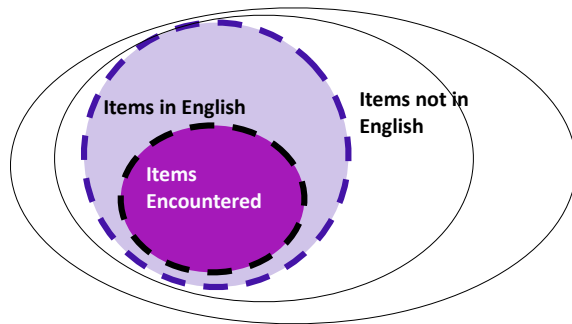 Items in English
Items not in
English
Items
Encountered